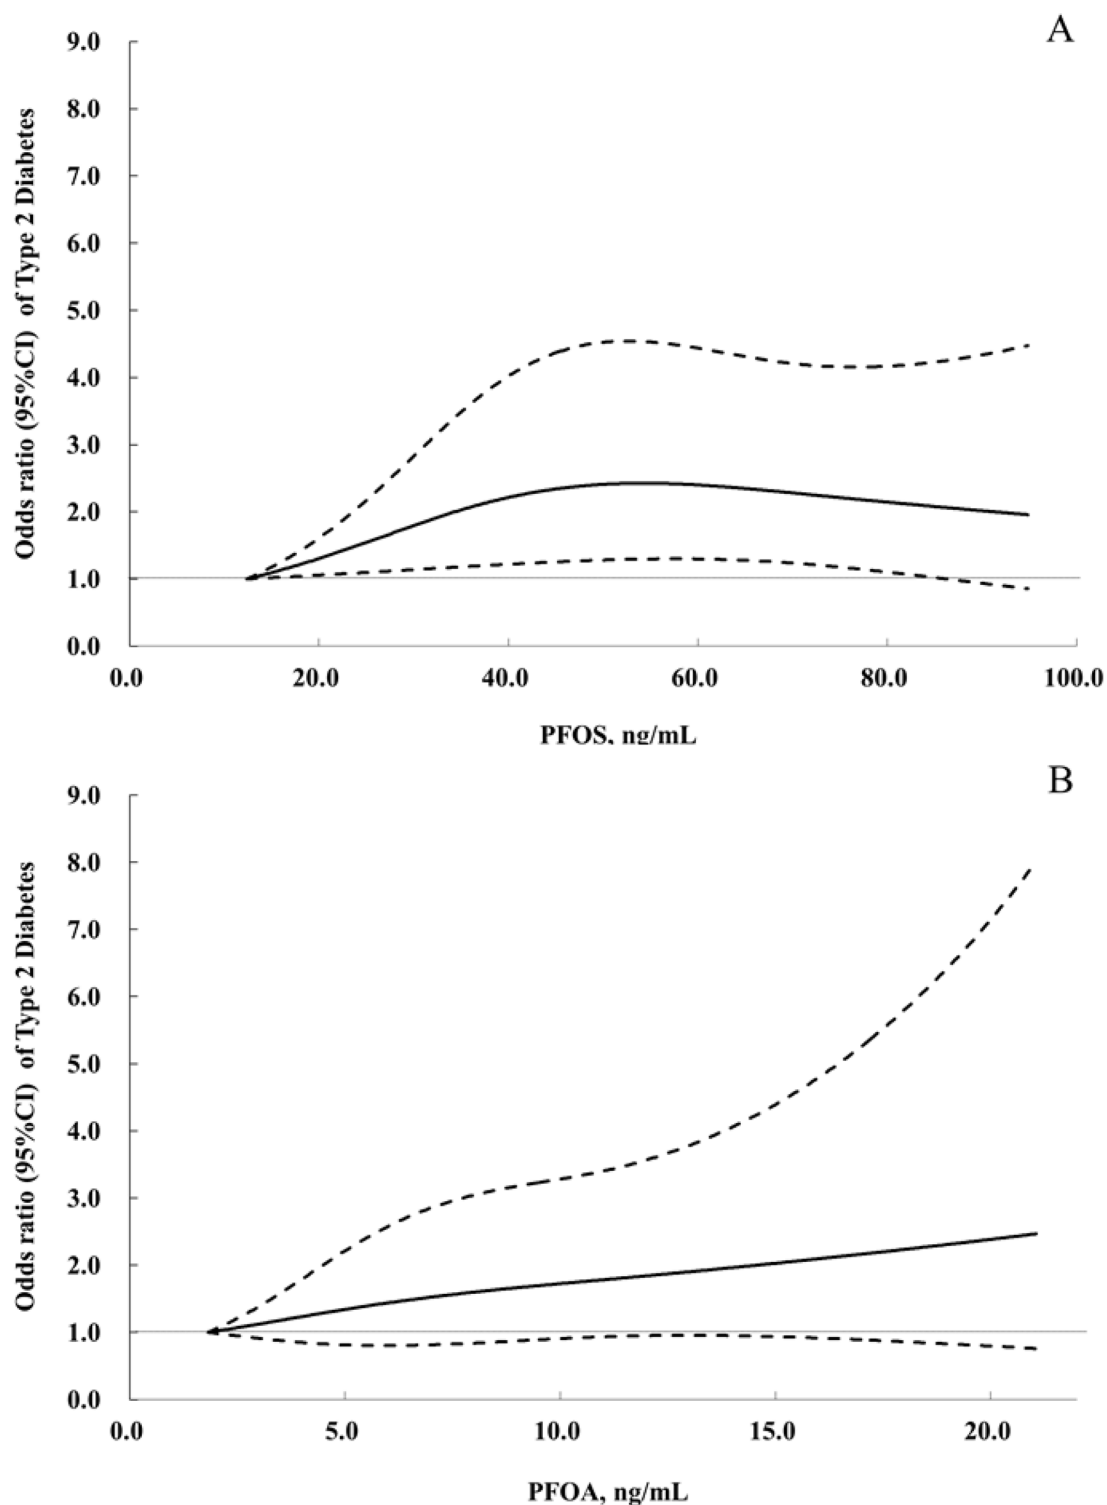 A
9.0
8.0
7.0
6.0
5.0
4.0
3.0
2.0
1.0
0.0
Odds ratio (95%CI) of Type 2 Diabetes
0.0 20.0 40.0 60.0 80.0 100.0
PFOS, ng/mL
B
9.0
8.0
7.0
6.0
5.0
4.0
3.0
2.0
1.0
0.0
Odds ratio (95%CI) of Type 2 Diabetes
0.0 5.0 10.0 15.0 20.0
PFOA, ng/mL